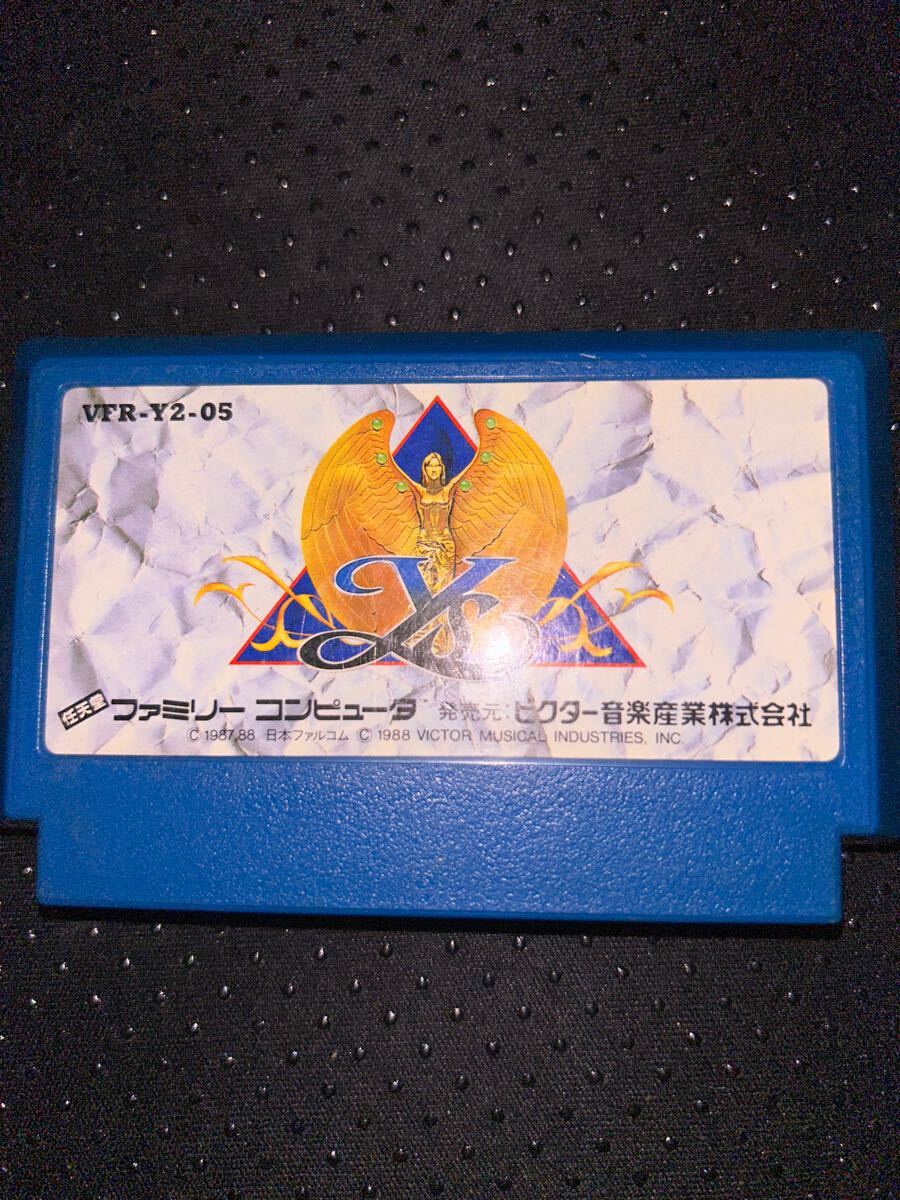 VFR-Y2-05
Ys
任天堂 ファミリー コンピュータ™ 発売元:ビクター音楽産業株式会社
© 1987,88 日本ファルコム © 1988 VICTOR MUSICAL INDUSTRIES, INC.